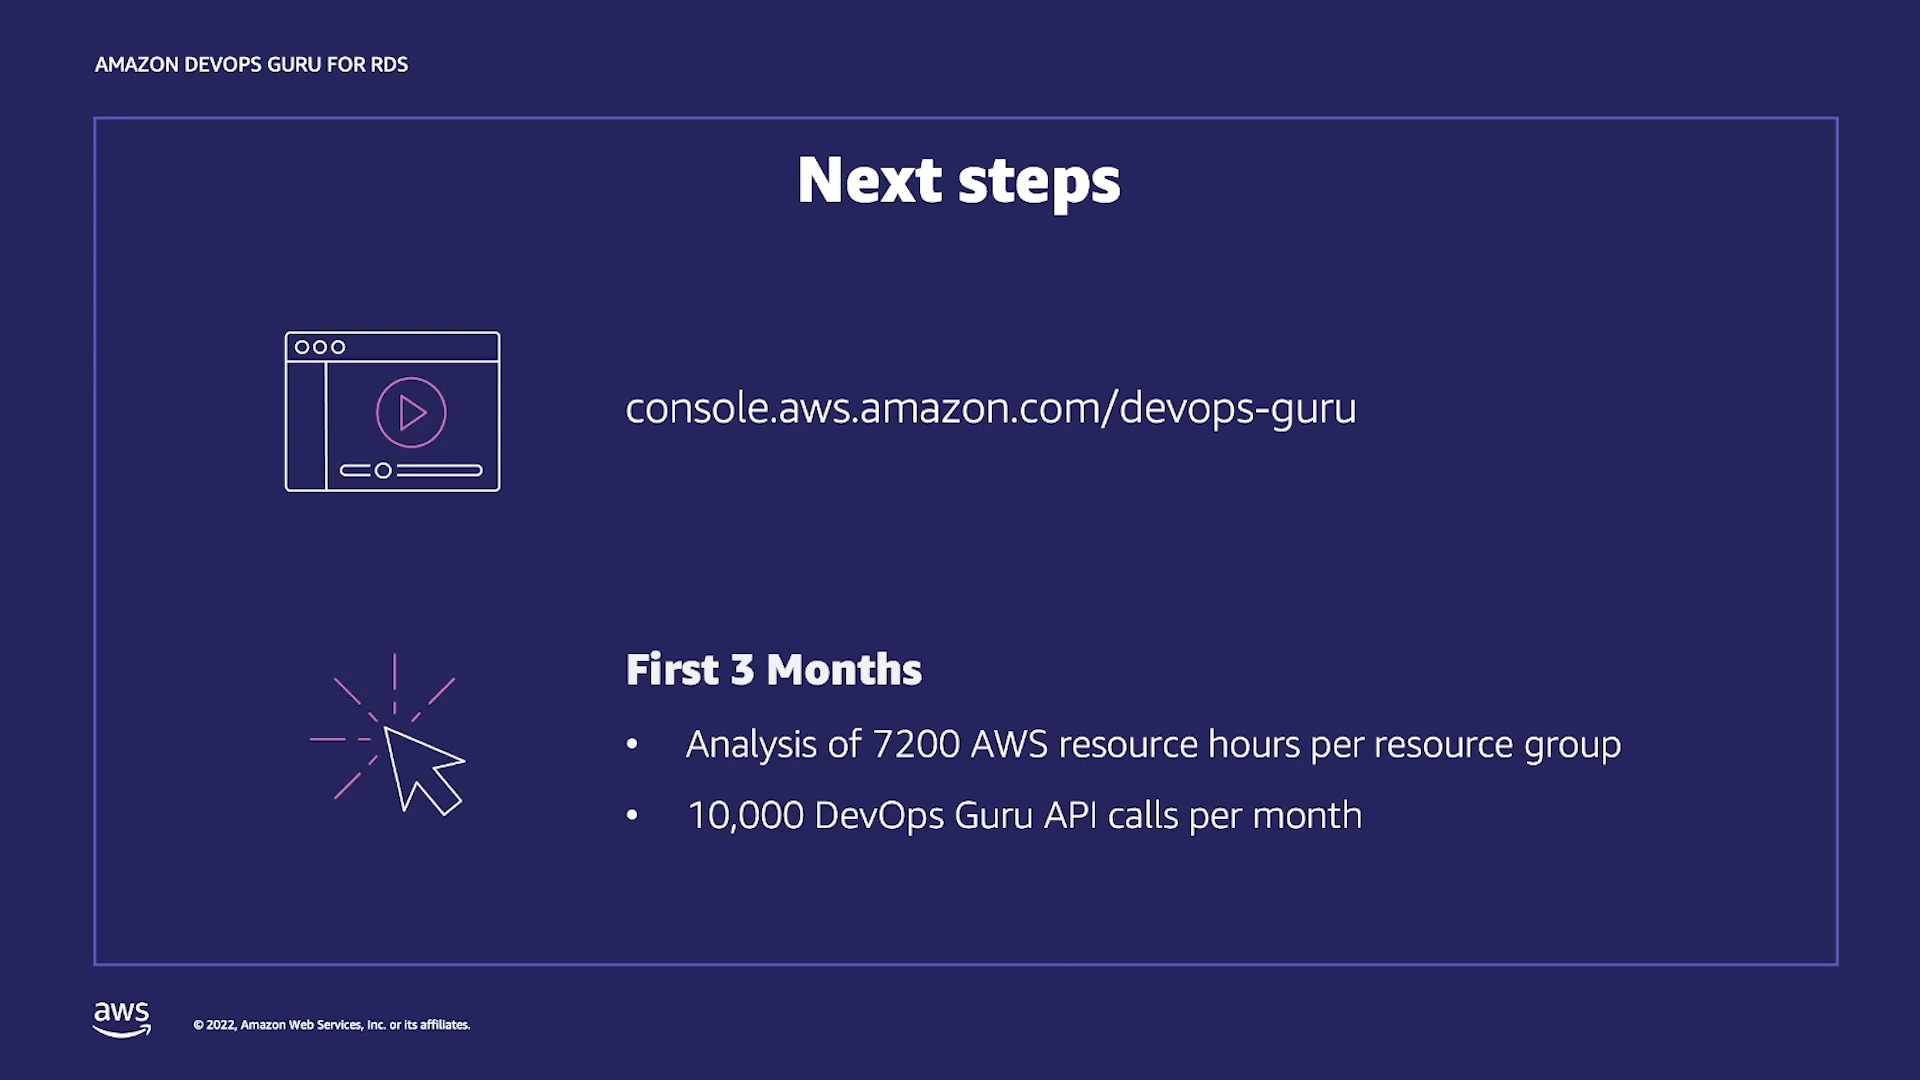 AMAZON DEVOPS GURU FOR RDS
Next steps
console.aws.amazon.com/devops-guru
First 3 Months
• Analysis of 7200 AWS resource hours per resource group
• 10,000 DevOps Guru API calls per month
aws
© 2022, Amazon Web Services, Inc. or its affiliates.